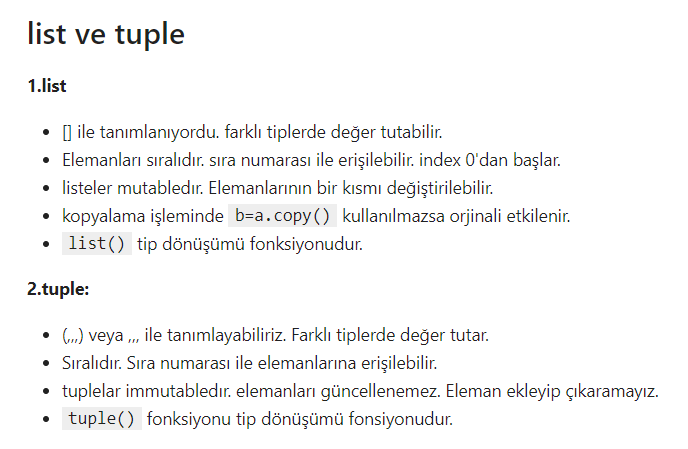 list ve tuple
1.list
• [] ile tanımlanıyordu. farklı tiplerde değer tutabilir.
• Elemanları sıralıdır. sıra numarası ile erişilebilir. index 0'dan başlar.
• listeler mutabledır. Elemanlarının bir kısmı değiştirilebilir.
• kopyalama işleminde b=a.copy() kullanılmazsa orjinali etkilenir.
• list() tip dönüşümü fonksiyonudur.
2.tuple:
• (,,,) veya ,,, ile tanımlayabiliriz. Farklı tiplerde değer tutar.
• Sıralıdır. Sıra numarası ile elemanlarına erişilebilir.
• tuplelar immutabledır. elemanları güncellenemez. Eleman ekleyip çıkaramayız.
• tuple() fonksiyonu tip dönüşümü fonsiyonudur.